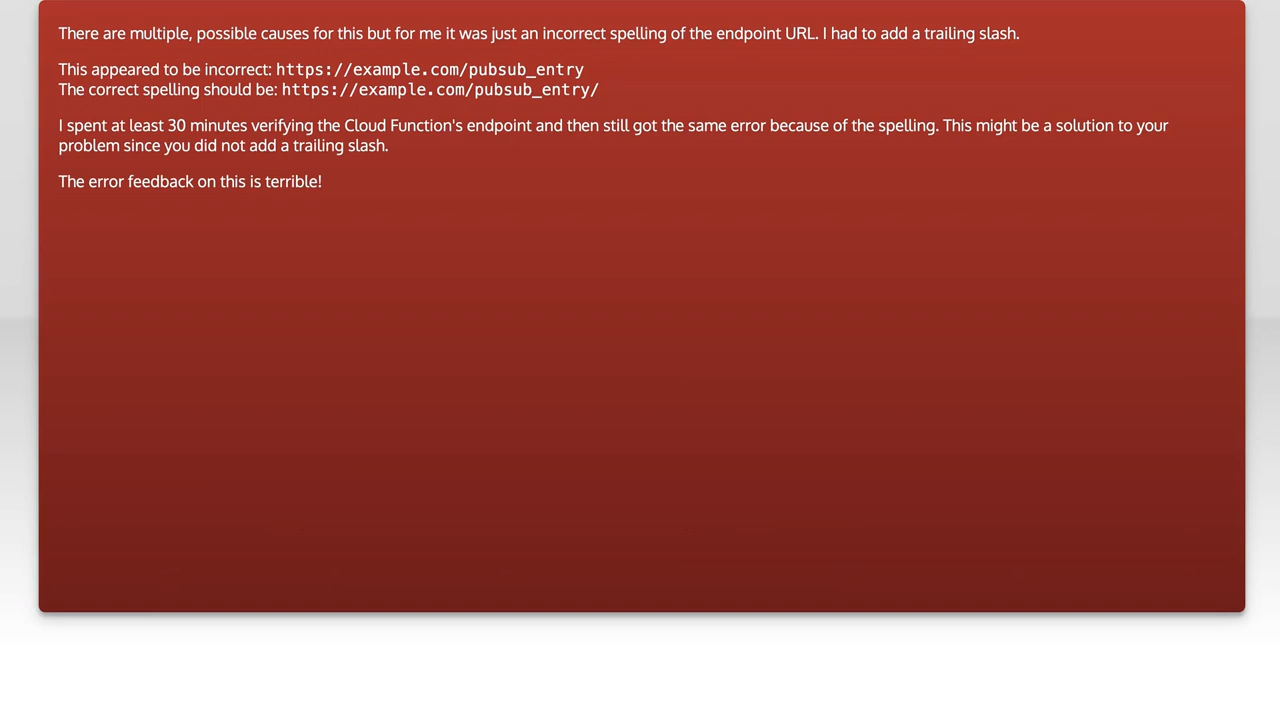 There are multiple, possible causes for this but for me it was just an incorrect spelling of the endpoint URL. I had to add a trailing slash.
This appeared to be incorrect: https://example.com/pubsub_entry
The correct spelling should be: https://example.com/pubsub_entry/
I spent at least 30 minutes verifying the Cloud Function's endpoint and then still got the same error because of the spelling. This might be a solution to your
problem since you did not add a trailing slash.
The error feedback on this is terrible!